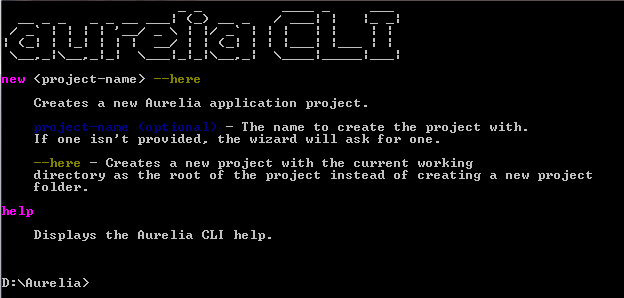 aurelia CLI
new <project-name> --here
Creates a new Aurelia application project.
project-name (optional) - The name to create the project with.
If one isn't provided, the wizard will ask for one.
--here - Creates a new project with the current working
directory as the root of the project instead of creating a new project
folder.
help
Displays the Aurelia CLI help.
D:\Aurelia>